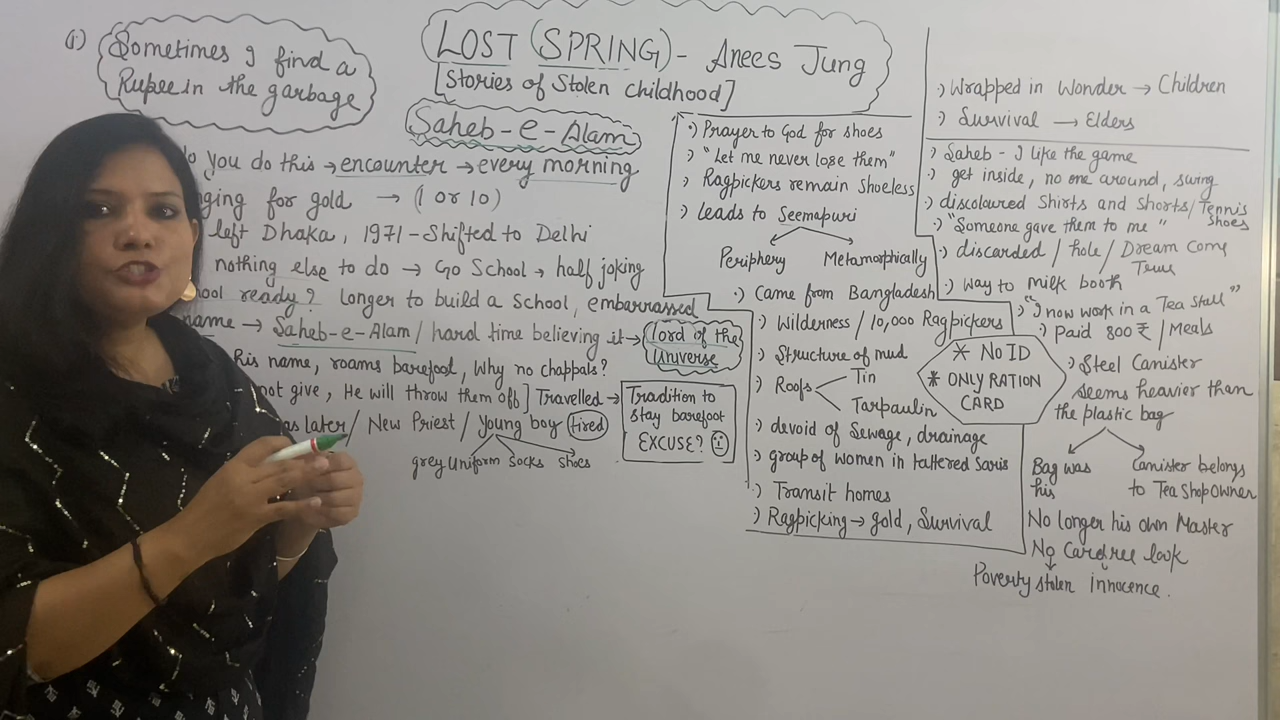 (i) Sometimes I find a
Rupee in the garbage
LOST (SPRING) - Anees Jung
[Stories of Stolen Childhood]
Saheb-e-Alam
you do this → encounter → every morning
for gold → (1 or 10)
left Dhaka, 1971 - Shifted to Delhi
nothing else to do → Go School → half joking
ready? longer to build a School, embarrassed
name → Saheb-e-Alam / hard time believing it →
lord of the
Universe
his name, roams barefoot, Why no chappals?
not give, He will throw them off] Travelled →
later / New Priest / Young boy tired
grey Uniform socks shoes
Tradition to
stay barefoot
EXCUSE?
·) Prayer to God for shoes
·) "Let me never lose them"
·) Ragpickers remain shoeless
·) leads to Seemapuri
Periphery Metamorphically
·) Came from Bangladesh
·) Wilderness / 10,000 Ragpickers
·) Structure of mud
·) Roofs
Tin
Tarpaulin
·) devoid of Sewage, drainage
·) group of women in tattered Saris
·) Transit homes
·) Ragpicking → gold, Survival
* NO ID
* ONLY RATION
CARD
·) Wrapped in Wonder → Children
·) Survival → Elders
·) Saheb - I like the game
·) get inside, no one around, swing
·) discoloured Shirts and Shorts/ Tennis
Shoes
·) "Someone gave them to me"
·) discarded / hole / Dream Come
True
·) way to milk booth
·) "I now work in a Tea Stall"
·) paid 800 ₹ / Meals
·) Steel Canister
seems heavier than
the plastic bag
Bag was
his
Canister belongs
to Tea Shop Owner
No longer his own Master
No Carefree look
Poverty stolen innocence.